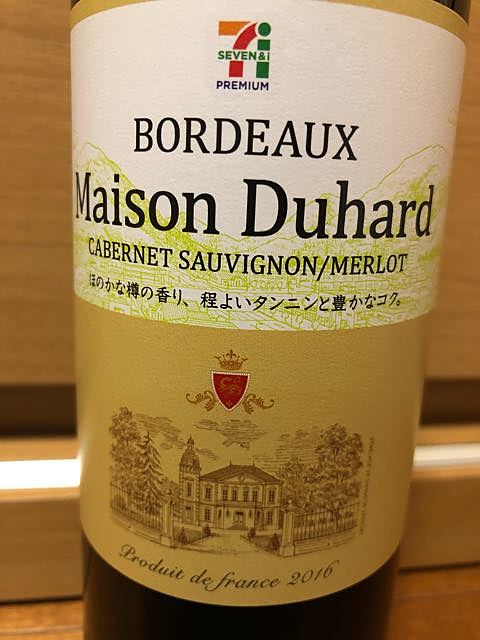 7
SEVEN&i
PREMIUM
BORDEAUX
Maison Duhard
CABERNET SAUVIGNON/MERLOT
ほのかな樽の香り、程よいタンニンと豊かなコク。
Produit de france 2016